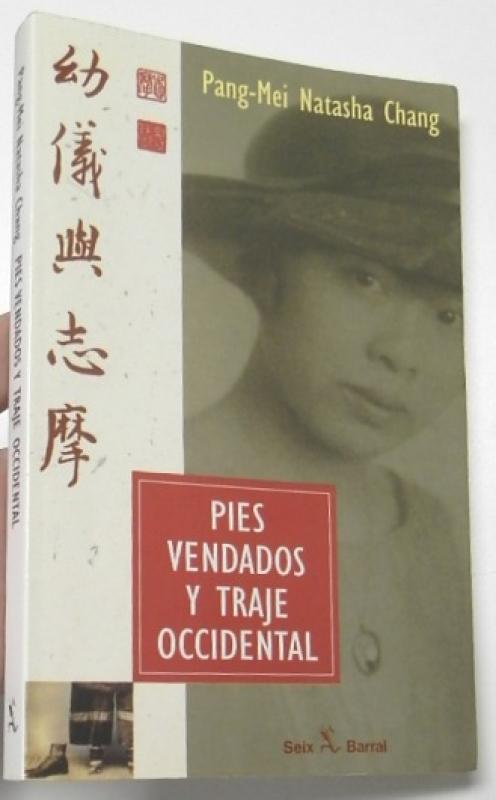 Pang-Mei Natasha Chang PIES VENDADOS Y TRAJE OCCIDENTAL
幼儀與志摩
Pang-Mei Natasha Chang
PIES
VENDADOS
Y TRAJE
OCCIDENTAL
Seix Barral